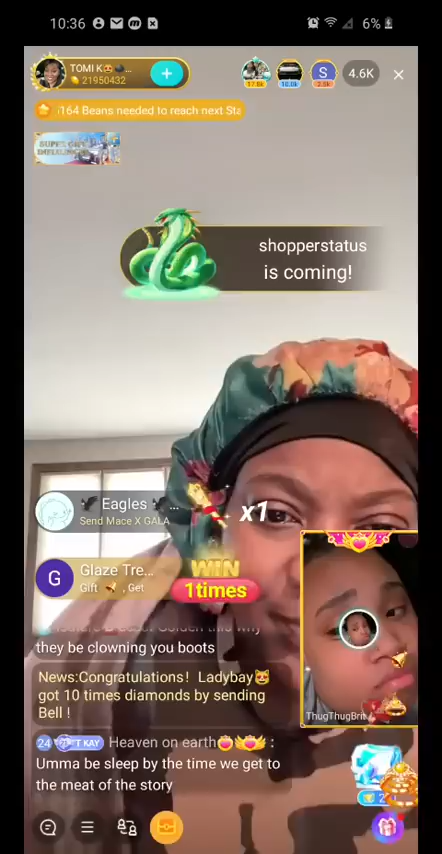 10:36
6%
TOMI K😍💣...
21950432
17.6k
10.0k
2.5k
S
4.6K
164 Beans needed to reach next Sta
shopperstatus
is coming!
Eagles
Send Mace X GALA
x1
G
Glaze Tre...
Gift , Get
WIN
1times
they be clowning you boots
News:Congratulations! Ladybay😻
got 10 times diamonds by sending
Bell !
ThugThugBrit
24 T KAY Heaven on earth :
Umma be sleep by the time we get to
the meat of the story